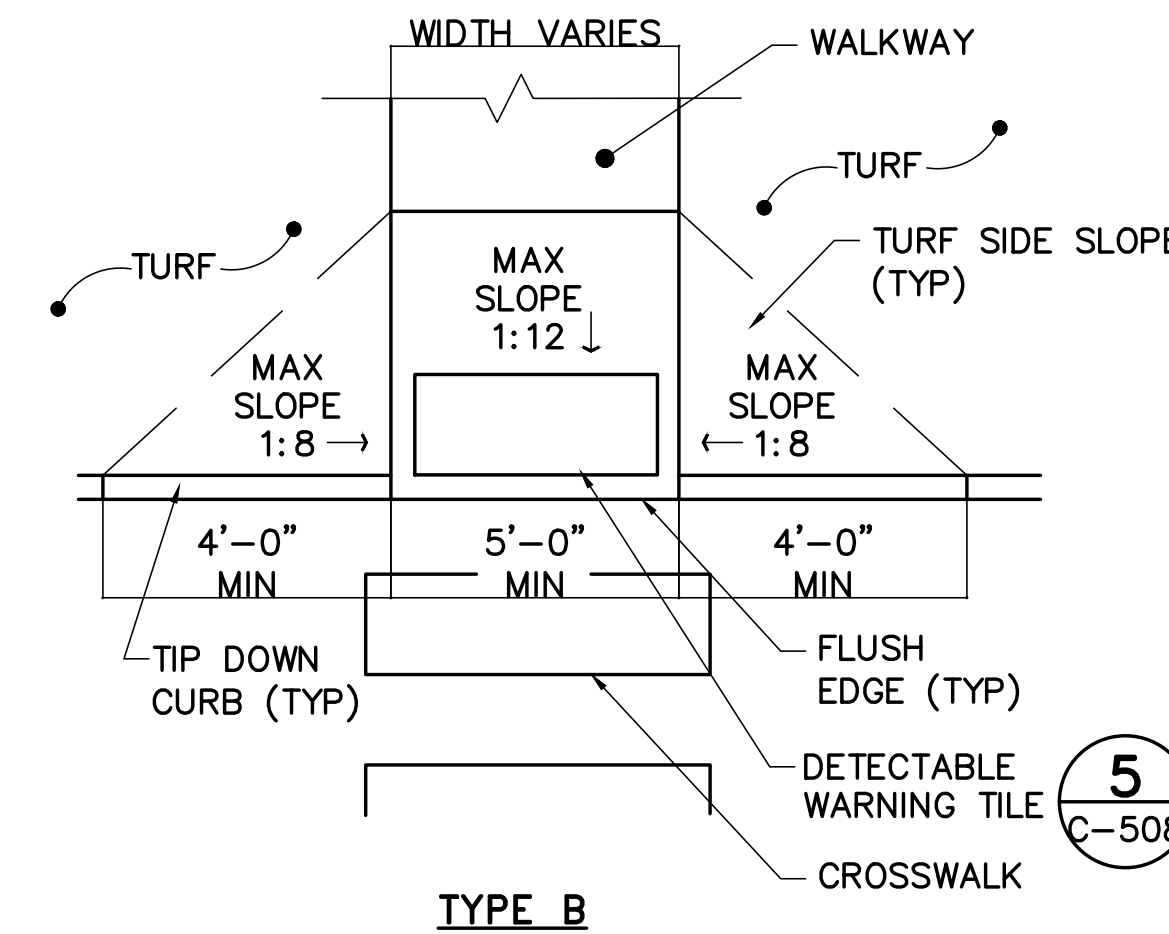 WIDTH VARIES
WALKWAY
TURF
TURF SIDE SLOPE
(TYP)
TURF
MAX
SLOPE
1:12
MAX
SLOPE
1:8
MAX
SLOPE
1:8
4'-0"
MIN
5'-0"
MIN
4'-0"
MIN
TIP DOWN
CURB (TYP)
FLUSH
EDGE (TYP)
DETECTABLE
WARNING TILE
5
C-508
CROSSWALK
TYPE B